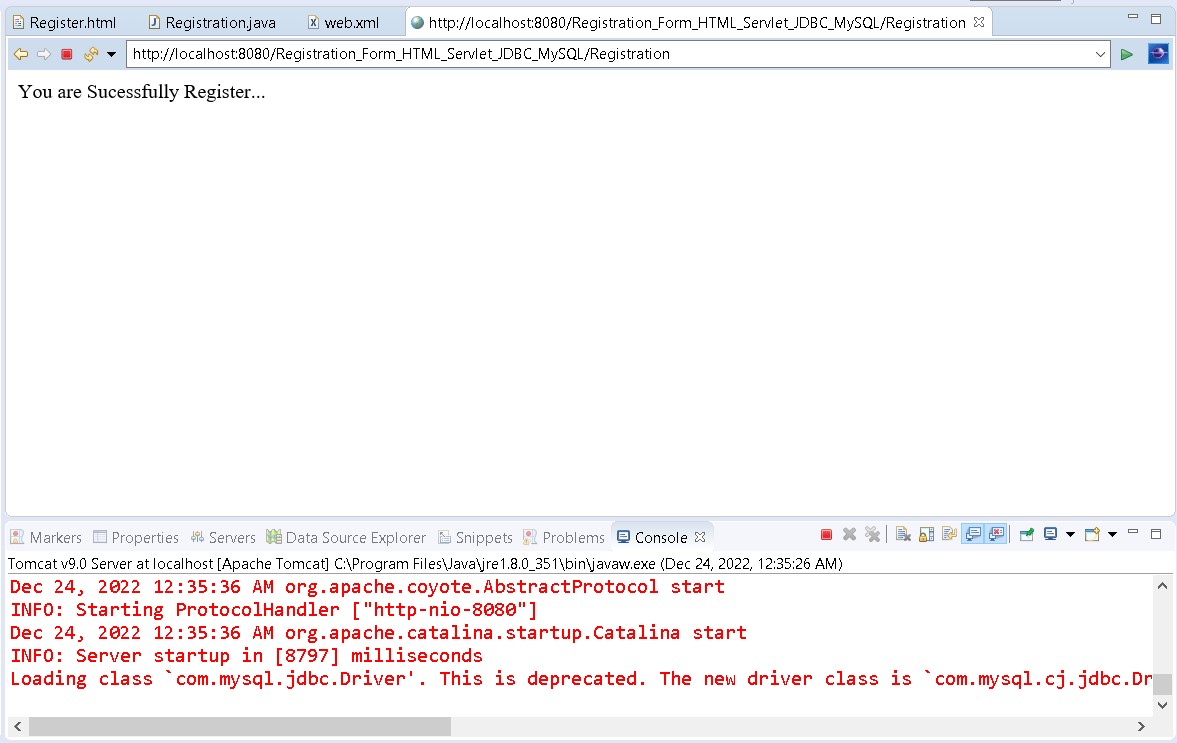 Register.html Registration.java web.xml http://localhost:8080/Registration_Form_HTML_Servlet_JDBC_MySQL/Registration
http://localhost:8080/Registration_Form_HTML_Servlet_JDBC_MySQL/Registration
You are Sucessfully Register...
Markers Properties Servers Data Source Explorer Snippets Problems Console
Tomcat v9.0 Server at localhost [Apache Tomcat] C:\Program Files\Java\jre1.8.0_351\bin\javaw.exe (Dec 24, 2022, 12:35:26 AM)
Dec 24, 2022 12:35:36 AM org.apache.coyote.AbstractProtocol start
INFO: Starting ProtocolHandler ["http-nio-8080"]
Dec 24, 2022 12:35:36 AM org.apache.catalina.startup.Catalina start
INFO: Server startup in [8797] milliseconds
Loading class `com.mysql.jdbc.Driver'. This is deprecated. The new driver class is `com.mysql.cj.jdbc.Dr